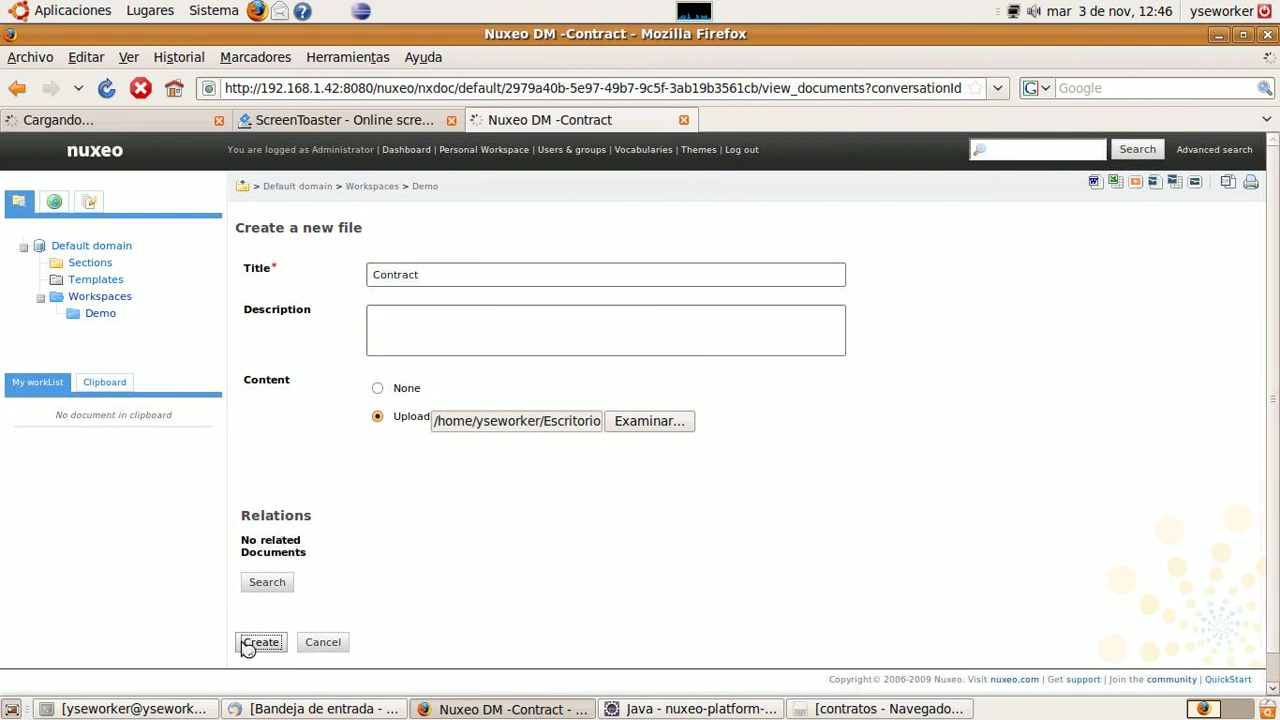 Aplicaciones Lugares Sistema mar 3 de nov, 12:46 yseworker
Nuxeo DM -Contract - Mozilla Firefox
Archivo Editar Ver Historial Marcadores Herramientas Ayuda
http://192.168.1.42:8080/nuxeo/nxdoc/default/2979a40b-5e97-49b7-9c5f-3ab19b3561cb/view_documents?conversationId Google
Cargando... ScreenToaster - Online scre... Nuxeo DM -Contract
nuxeo You are logged as Administrator | Dashboard | Personal Workspace | Users & groups | Vocabularies | Themes | Log out Search Advanced search
> Default domain > Workspaces > Demo
Create a new file
Default domain
Sections
Templates
Workspaces
Demo
My workList Clipboard
No document in clipboard
Title* Contract
Description
Content
None
Upload /home/yseworker/Escritorio Examinar...
Relations
No related
Documents
Search
Create Cancel
Copyright© 2006-2009 Nuxeo. Visit nuxeo.com | Get support | Join the community | QuickStart
[yseworker@ysework... [Bandeja de entrada - ... Nuxeo DM -Contract - ... Java - nuxeo-platform-... [contratos - Navegado...